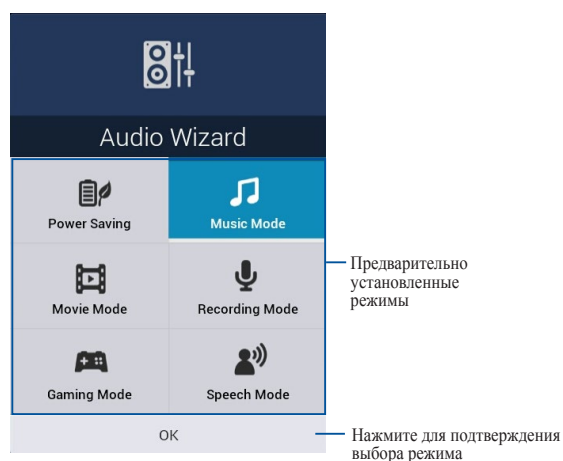 Audio Wizard
Power Saving
Music Mode
Movie Mode
Recording Mode
Gaming Mode
Speech Mode
OK
Предварительно
установленные
режимы
Нажмите для подтверждения
выбора режима